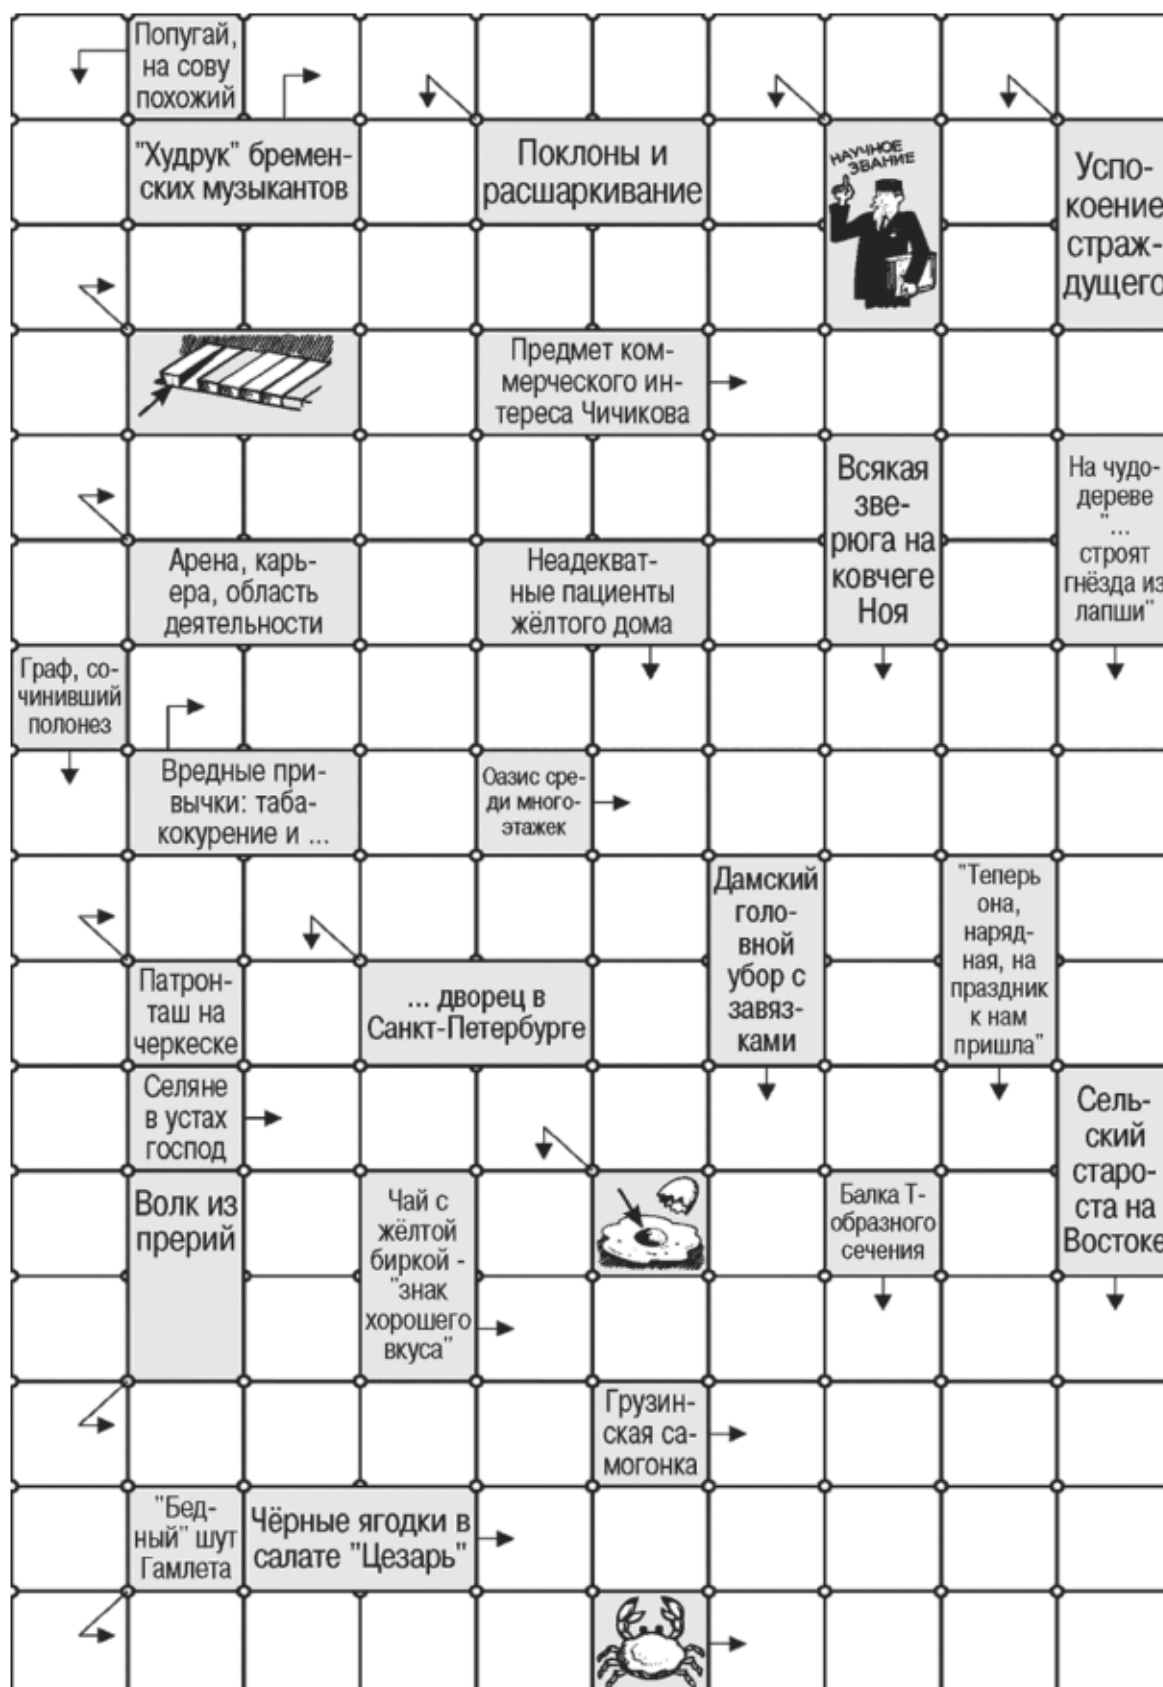 Попугай,
на сову
похожий
"Худрук" бремен-
ских музыкантов
Поклоны и
расшаркивание
НАУЧНОЕ
ЗВАНИЕ
Успо-
коение
страж-
дущего
Предмет ком-
мерческого ин-
тереса Чичикова
Всякая
зве-
рюга на
ковчеге
Ноя
На чудо-
дереве
"...
строят
гнёзда из
лапши"
Арена, карь-
ера, область
деятельности
Неадекват-
ные пациенты
жёлтого дома
Граф, со-
чинивший
полонез
Вредные при-
вычки: таба-
кокурение и ...
Оазис сре-
ди много-
этажек
Дамский
голо-
вной
убор с
завяз-
ками
"Теперь
она,
наряд-
ная, на
праздник
к нам
пришла"
Патрон-
таш на
черкеске
... дворец в
Санкт-Петербурге
Селяне
в устах
господ
Сель-
ский
старо-
ста на
Востоке
Волк из
прерий
Чай с
жёлтой
биркой -
"знак
хорошего
вкуса"
Балка Т-
образного
сечения
Грузин-
ская са-
могонка
"Бед-
ный" шут
Гамлета
Чёрные ягодки в
салате "Цезарь"